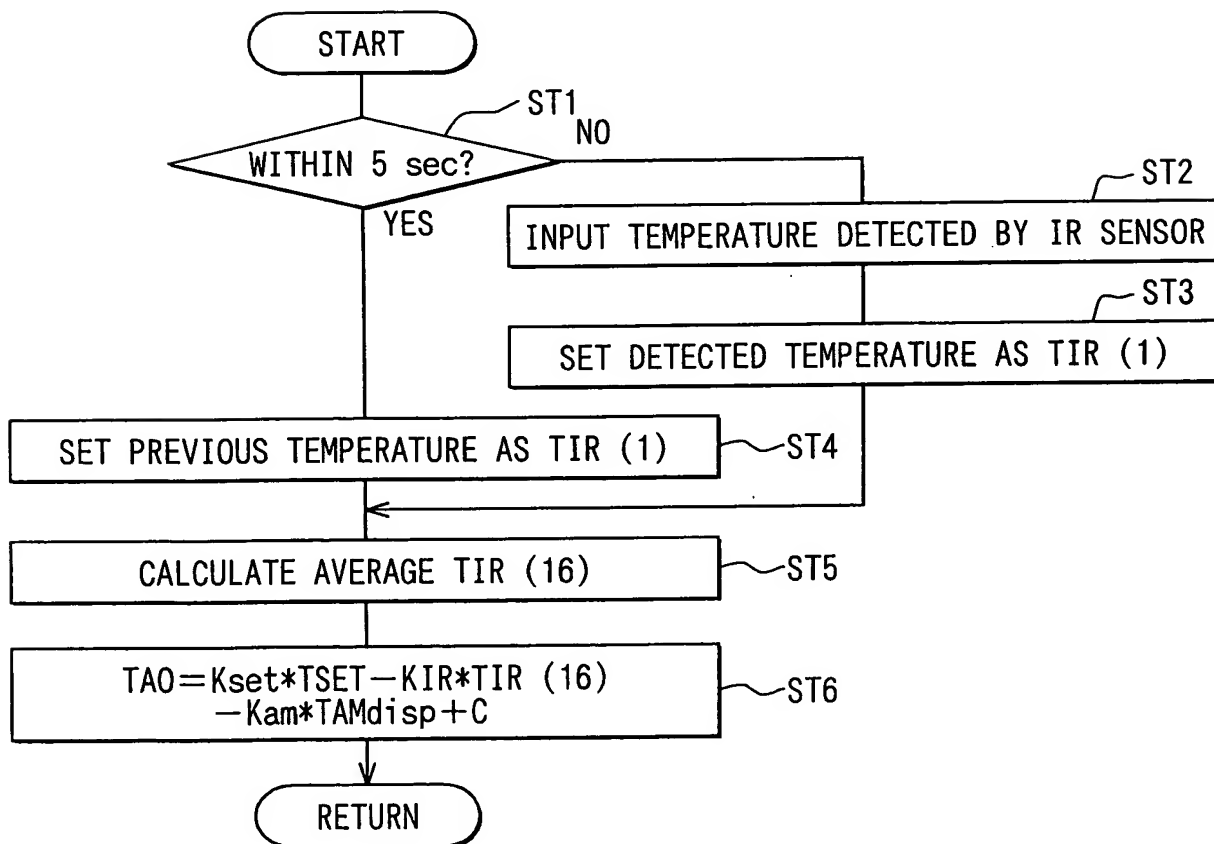 START
ST1
NO
WITHIN 5 sec?
YES
ST2
INPUT TEMPERATURE DETECTED BY IR SENSOR
ST3
SET DETECTED TEMPERATURE AS TIR (1)
SET PREVIOUS TEMPERATURE AS TIR (1)
ST4
CALCULATE AVERAGE TIR (16)
ST5
TAO=Kset*TSET-KIR*TIR (16)
-Kam*TAMdisp+C
ST6
RETURN